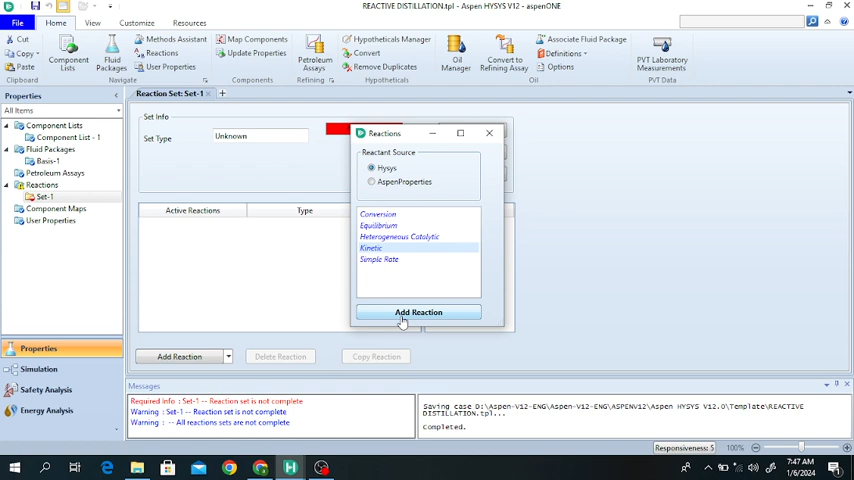 REACTIVE DISTILLATION.tpl - Aspen HYSYS V12 - aspenONE
File
Home
View
Customize
Resources
Cut
Copy
Paste
Clipboard
Component
Lists
Fluid
Packages
Methods Assistant
Reactions
User Properties
Navigate
Map Components
Update Properties
Components
Petroleum
Assays
Refining
Hypotheticals Manager
Convert
Remove Duplicates
Hypotheticals
Oil
Manager
Convert to
Refining Assay
Associate Fluid Package
Definitions
Options
Oil
PVT Laboratory
Measurements
PVT Data
Properties
All Items
Component Lists
Component List - 1
Fluid Packages
Basis-1
Petroleum Assays
Reactions
Set-1
Component Maps
User Properties
Properties
Simulation
Safety Analysis
Energy Analysis
Reaction Set: Set-1
Set Info
Set Type
Unknown
Active Reactions
Type
Add Reaction
Delete Reaction
Copy Reaction
Reactions
Reactant Source
Hysys
AspenProperties
Conversion
Equilibrium
Heterogeneous Catalytic
Kinetic
Simple Rate
Add Reaction
Messages
Required Info : Set-1 -- Reaction set is not complete
Warning : Set-1 -- Reaction set is not complete
Warning : -- All reactions sets are not complete
Saving case D:\Aspen-V12-ENG\Aspen-V12-ENG\ASPENV12\Aspen HYSYS V12.0\Template\REACTIVE
DISTILLATION.tpl...
Completed.
Responsiveness: 5
100%
7:47 AM
1/6/2024